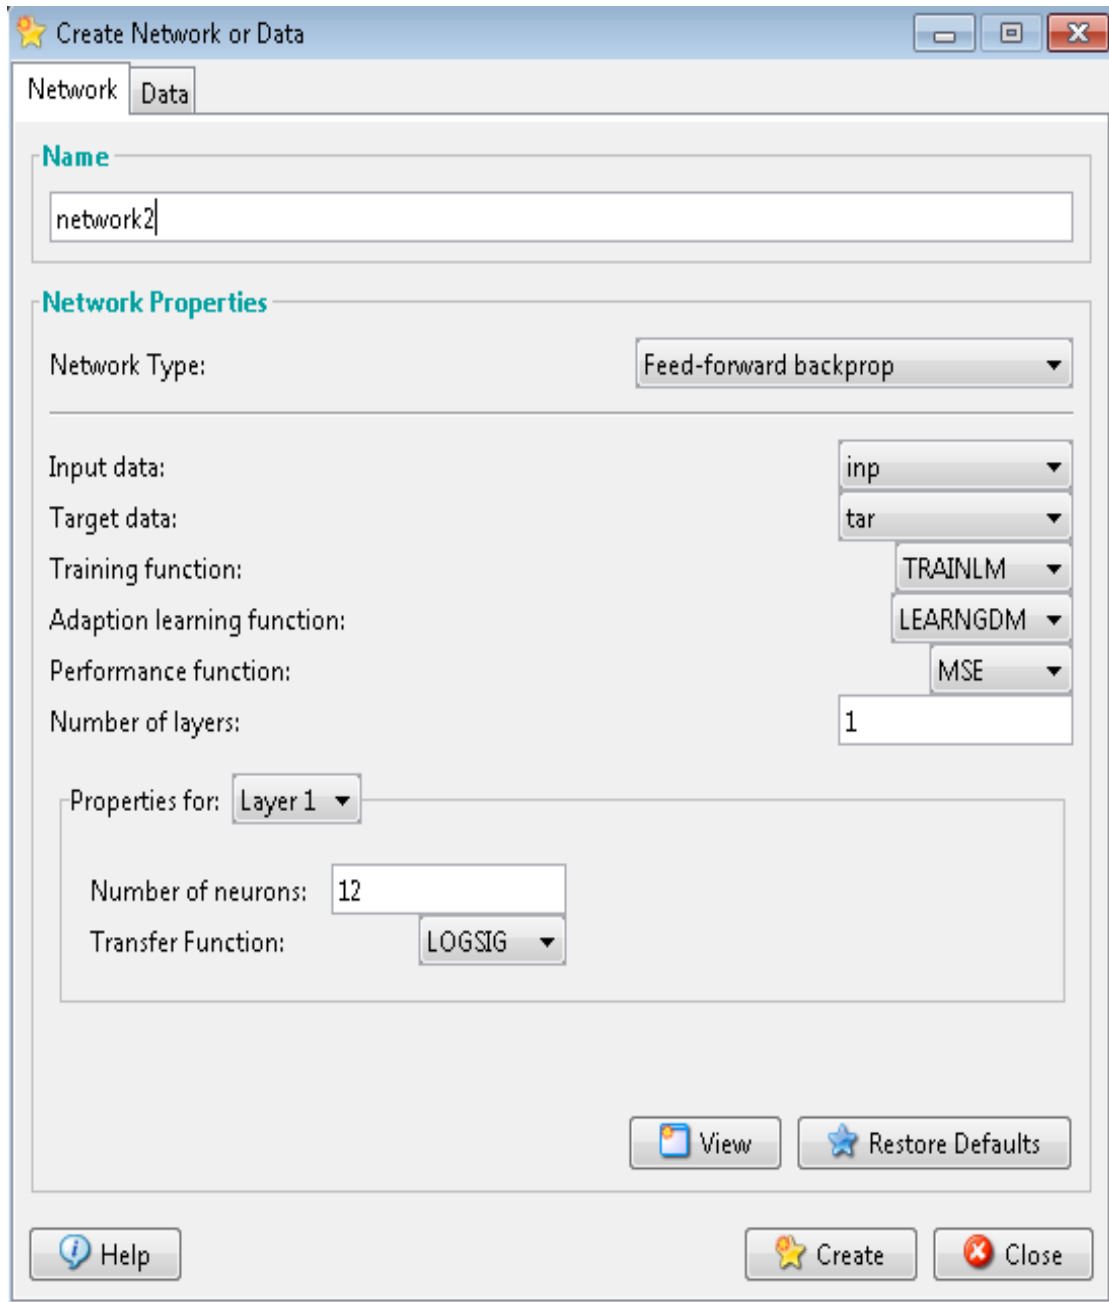 Create Network or Data
Network Data
Name
network2
Network Properties
Network Type: Feed-forward backprop
Input data: inp
Target data: tar
Training function: TRAINLM
Adaption learning function: LEARNGDM
Performance function: MSE
Number of layers: 1
Properties for: Layer 1
Number of neurons: 12
Transfer Function: LOGSIG
View Restore Defaults
Help Create Close